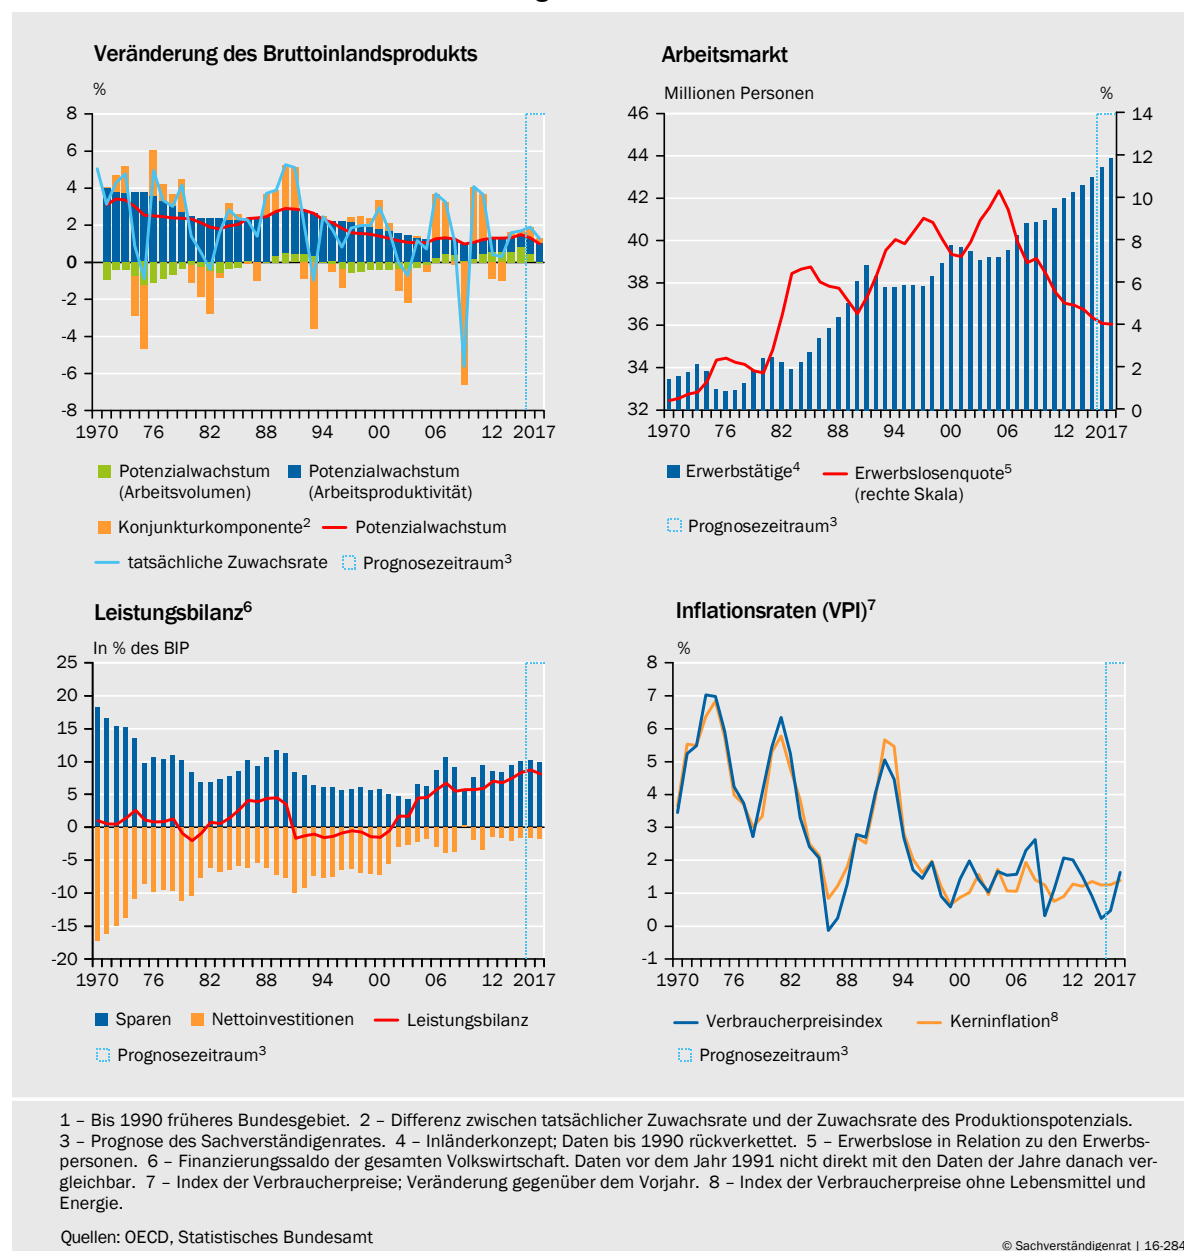 Veränderung des Bruttoinlandsprodukts
%
8
6
4
2
0
-2
-4
-6
-8
1970 76 82 88 94 00 06 12 2017
Potenzialwachstum (Arbeitsvolumen)
Potenzialwachstum (Arbeitsproduktivität)
Konjunkturkomponente2 Potenzialwachstum
tatsächliche Zuwachsrate Prognosezeitraum3
Arbeitsmarkt
Millionen Personen %
46 14
44 12
42 10
40 8
38 6
36 4
34 2
32 0
1970 76 82 88 94 00 06 12 2017
Erwerbstätige4 Erwerbslosenquote5
(rechte Skala)
Prognosezeitraum3
Leistungsbilanz6
In % des BIP
25
20
15
10
5
0
-5
-10
-15
-20
1970 76 82 88 94 00 06 12 2017
Sparen Nettoinvestitionen Leistungsbilanz
Prognosezeitraum3
Inflationsraten (VPI)7
%
8
7
6
5
4
3
2
1
0
-1
1970 76 82 88 94 00 06 12 2017
Verbraucherpreisindex Kerninflation8
Prognosezeitraum3
1 – Bis 1990 früheres Bundesgebiet. 2 – Differenz zwischen tatsächlicher Zuwachsrate und der Zuwachsrate des Produktionspotenzials.
3 – Prognose des Sachverständigenrates. 4 – Inländerkonzept; Daten bis 1990 rückverkettet. 5 – Erwerbslose in Relation zu den Erwerbs-
personen. 6 – Finanzierungssaldo der gesamten Volkswirtschaft. Daten vor dem Jahr 1991 nicht direkt mit den Daten der Jahre danach ver-
gleichbar. 7 – Index der Verbraucherpreise; Veränderung gegenüber dem Vorjahr. 8 – Index der Verbraucherpreise ohne Lebensmittel und
Energie.
Quellen: OECD, Statistisches Bundesamt
© Sachverständigenrat | 16-284